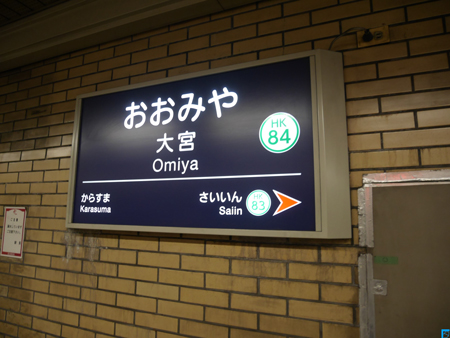 おおみや
大宮
Omiya
HK
84
からすま
Karasuma
さいいん
Saiin
HK
83